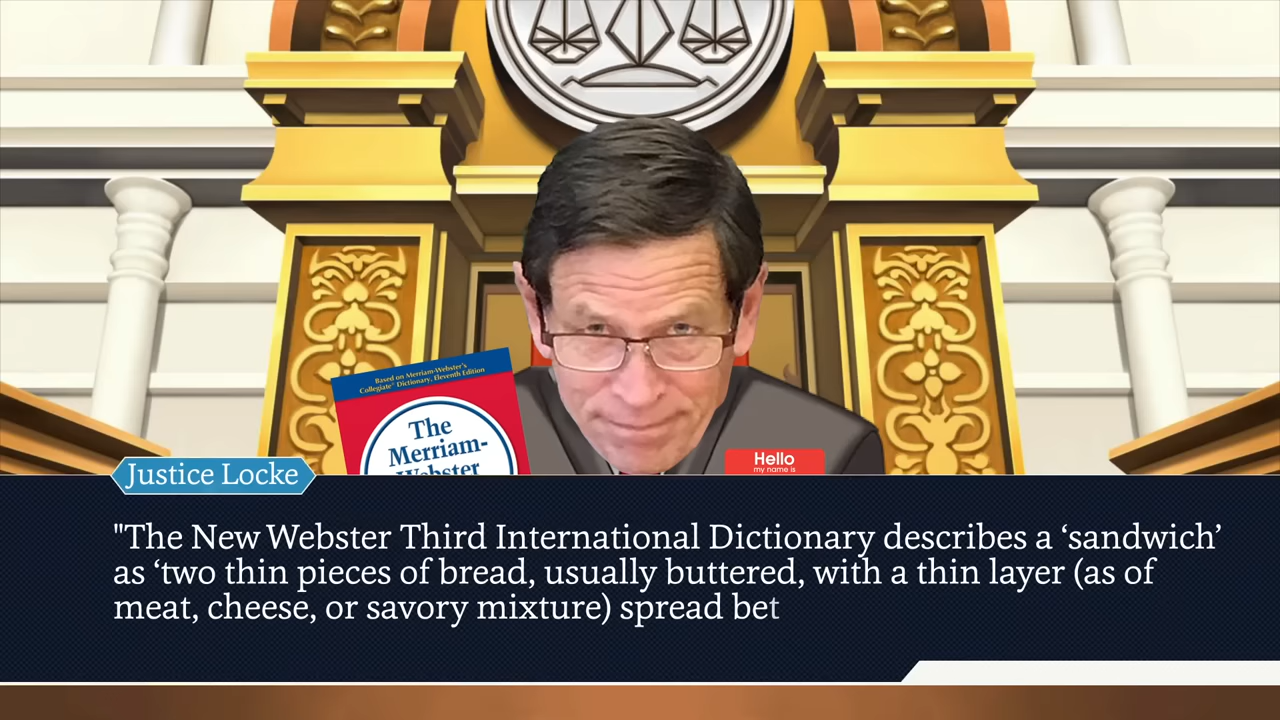 Based on Merriam-Webster's
Collegiate® Dictionary, Eleventh Edition
The
Merriam-
Webster
Hello
my name is
Justice Locke
"The New Webster Third International Dictionary describes a ‘sandwich’
as ‘two thin pieces of bread, usually buttered, with a thin layer (as of
meat, cheese, or savory mixture) spread bet